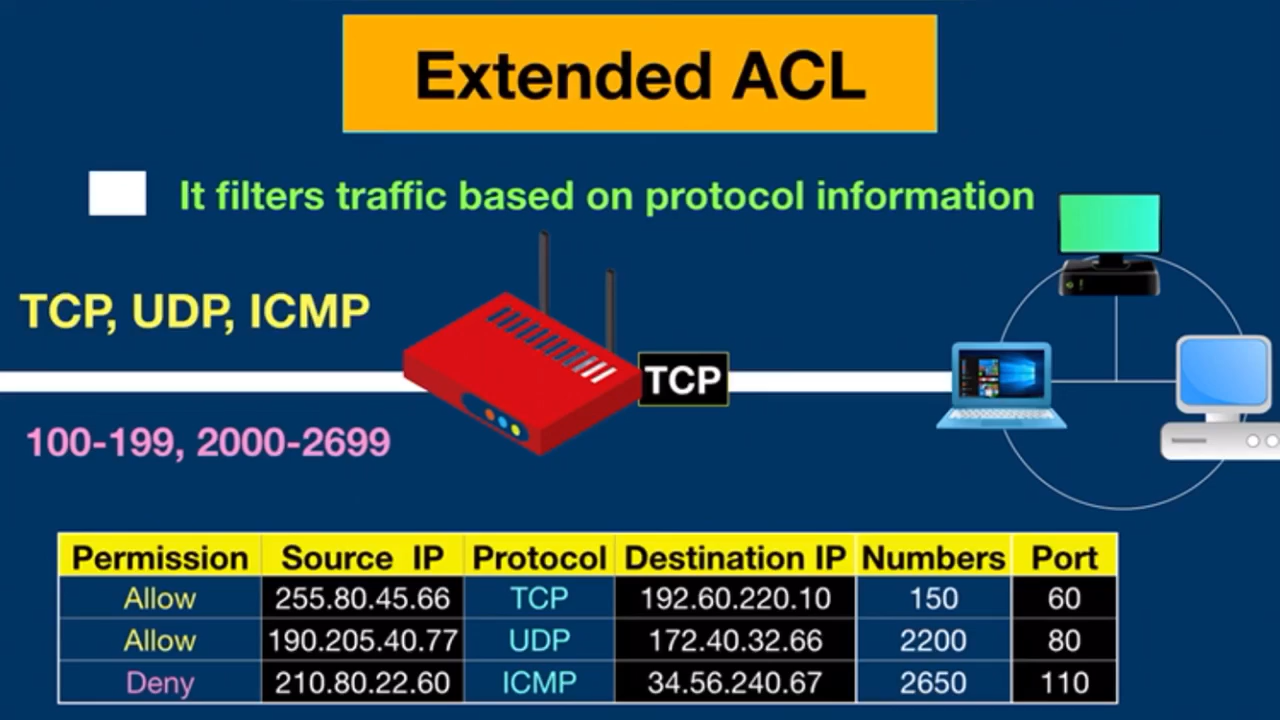 Extended ACL
It filters traffic based on protocol information
TCP, UDP, ICMP
TCP
100-199, 2000-2699
Permission Source IP Protocol Destination IP Numbers Port
Allow 255.80.45.66 TCP 192.60.220.10 150 60
Allow 190.205.40.77 UDP 172.40.32.66 2200 80
Deny 210.80.22.60 ICMP 34.56.240.67 2650 110